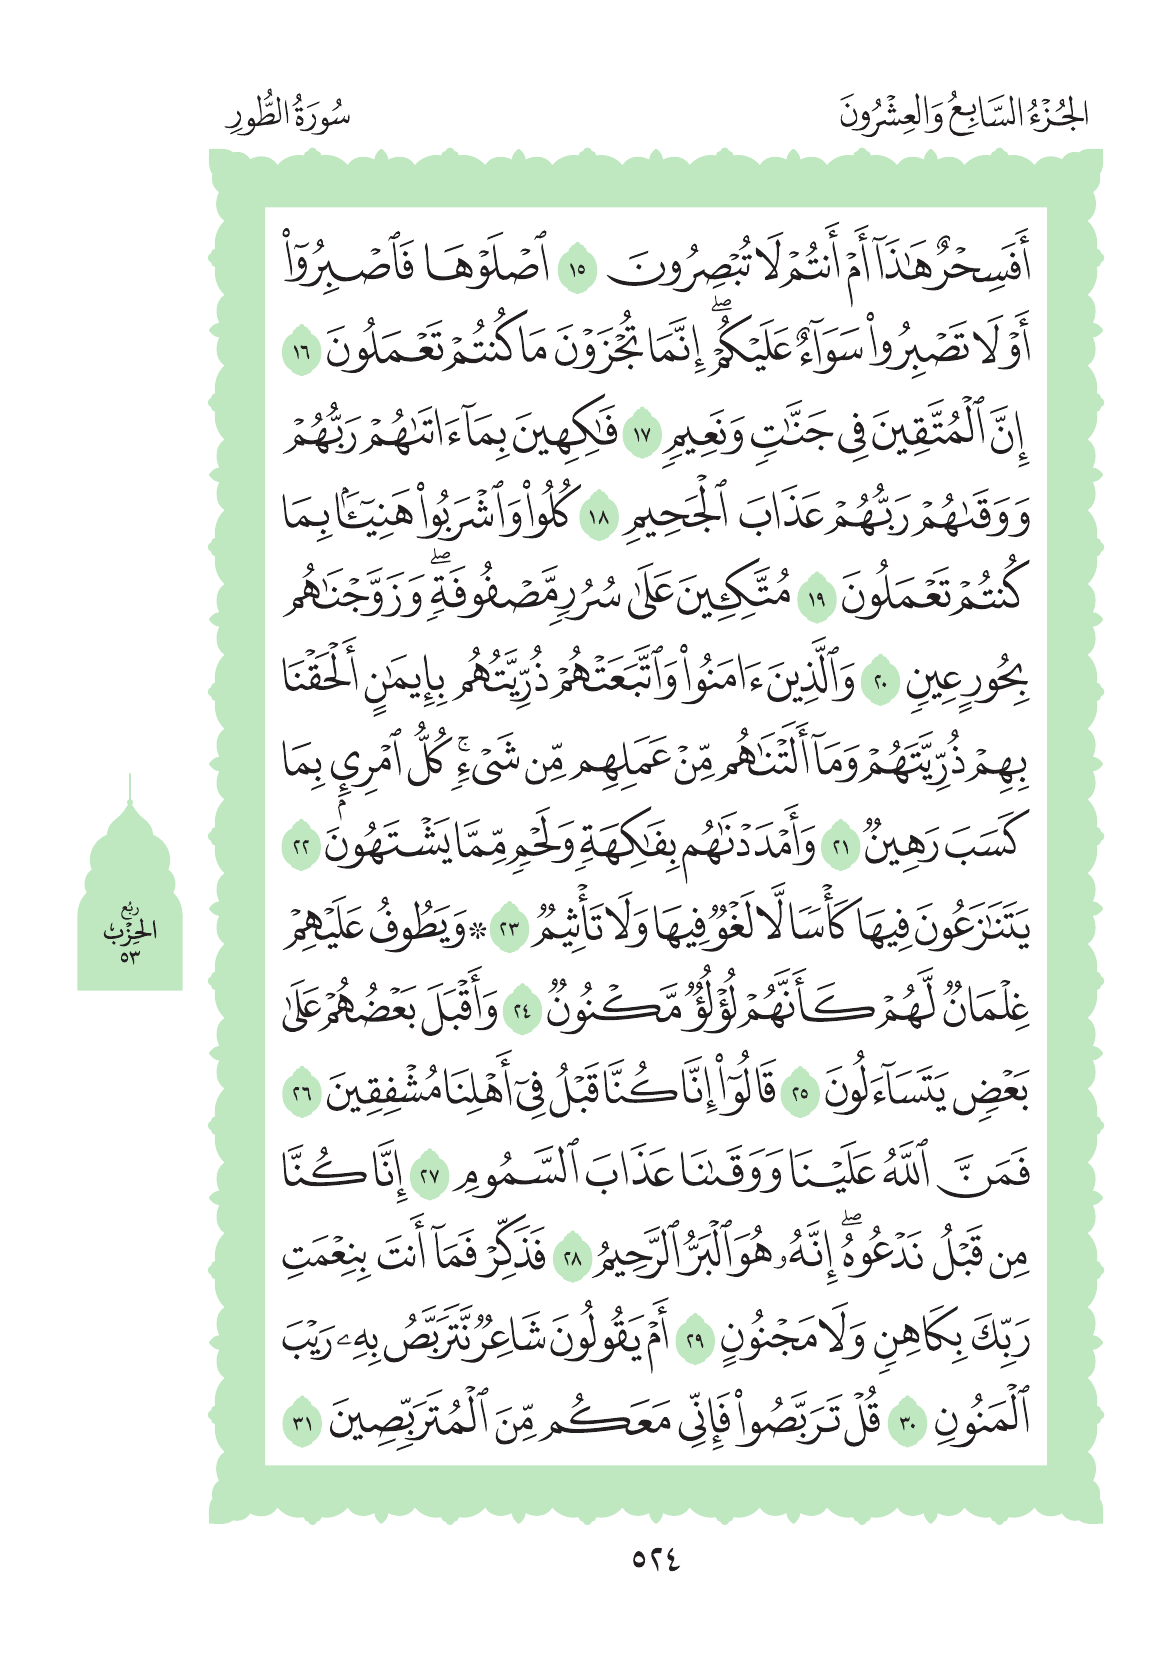 الجُزْءُ السَّابِعُ وَالعِشْرُونَ
سُورَةُ الطُّورِ
أَفَسِحْرٌ هَٰذَآ أَمْ أَنتُمْ لَا تُبْصِرُونَ ١٥ ٱصْلَوْهَا فَٱصْبِرُوٓا۟
أَوْ لَا تَصْبِرُوا۟ سَوَآءٌ عَلَيْكُمْ ۖ إِنَّمَا تُجْزَوْنَ مَا كُنتُمْ تَعْمَلُونَ ١٦
إِنَّ ٱلْمُتَّقِينَ فِى جَنَّٰتٍ وَنَعِيمٍ ١٧ فَٰكِهِينَ بِمَآ ءَاتَىٰهُمْ رَبُّهُمْ
وَوَقَىٰهُمْ رَبُّهُمْ عَذَابَ ٱلْجَحِيمِ ١٨ كُلُوا۟ وَٱشْرَبُوا۟ هَنِيٓـًٔۢا بِمَا
كُنتُمْ تَعْمَلُونَ ١٩ مُتَّكِـِٔينَ عَلَىٰ سُرُرٍ مَّصْفُوفَةٍ ۖ وَزَوَّجْنَٰهُم
بِحُورٍ عِينٍ ٢٠ وَٱلَّذِينَ ءَامَنُوا۟ وَٱتَّبَعَتْهُمْ ذُرِّيَّتُهُم بِإِيمَٰنٍ أَلْحَقْنَا
بِهِمْ ذُرِّيَّتَهُمْ وَمَآ أَلَتْنَٰهُم مِّنْ عَمَلِهِم مِّن شَىْءٍ ۚ كُلُّ ٱمْرِئٍۭ بِمَا
كَسَبَ رَهِينٌ ٢١ وَأَمْدَدْنَٰهُم بِفَٰكِهَةٍ وَلَحْمٍ مِّمَّا يَشْتَهُونَ ٢٢
يَتَنَٰزَعُونَ فِيهَا كَأْسًا لَّا لَغْوٌ فِيهَا وَلَا تَأْثِيمٌ ٢٣ ۞ وَيَطُوفُ عَلَيْهِمْ
غِلْمَانٌ لَّهُمْ كَأَنَّهُمْ لُؤْلُؤٌ مَّكْنُونٌ ٢٤ وَأَقْبَلَ بَعْضُهُمْ عَلَىٰ
بَعْضٍ يَتَسَآءَلُونَ ٢٥ قَالُوٓا۟ إِنَّا كُنَّا قَبْلُ فِىٓ أَهْلِنَا مُشْفِقِينَ ٢٦
فَمَنَّ ٱللَّهُ عَلَيْنَا وَوَقَىٰنَا عَذَابَ ٱلسَّمُومِ ٢٧ إِنَّا كُنَّا
مِن قَبْلُ نَدْعُوهُ ۖ إِنَّهُۥ هُوَ ٱلْبَرُّ ٱلرَّحِيمُ ٢٨ فَذَكِّرْ فَمَآ أَنتَ بِنِعْمَتِ
رَبِّكَ بِكَاهِنٍ وَلَا مَجْنُونٍ ٢٩ أَمْ يَقُولُونَ شَاعِرٌ نَّتَرَبَّصُ بِهِۦ رَيْبَ
ٱلْمَنُونِ ٣٠ قُلْ تَرَبَّصُوا۟ فَإِنِّى مَعَكُم مِّنَ ٱلْمُتَرَبِّصِينَ ٣١
رُبُع
الحِزْب
٥٣
٥٢٤